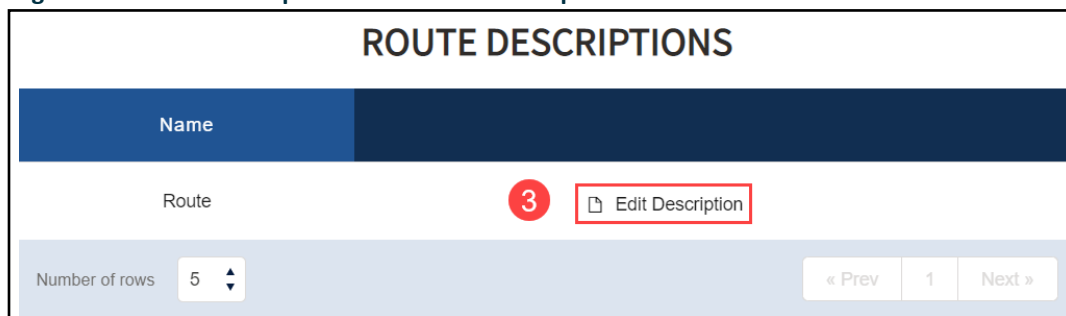 ROUTE DESCRIPTIONS
Name
Route 3 Edit Description
Number of rows 5 « Prev 1 Next »